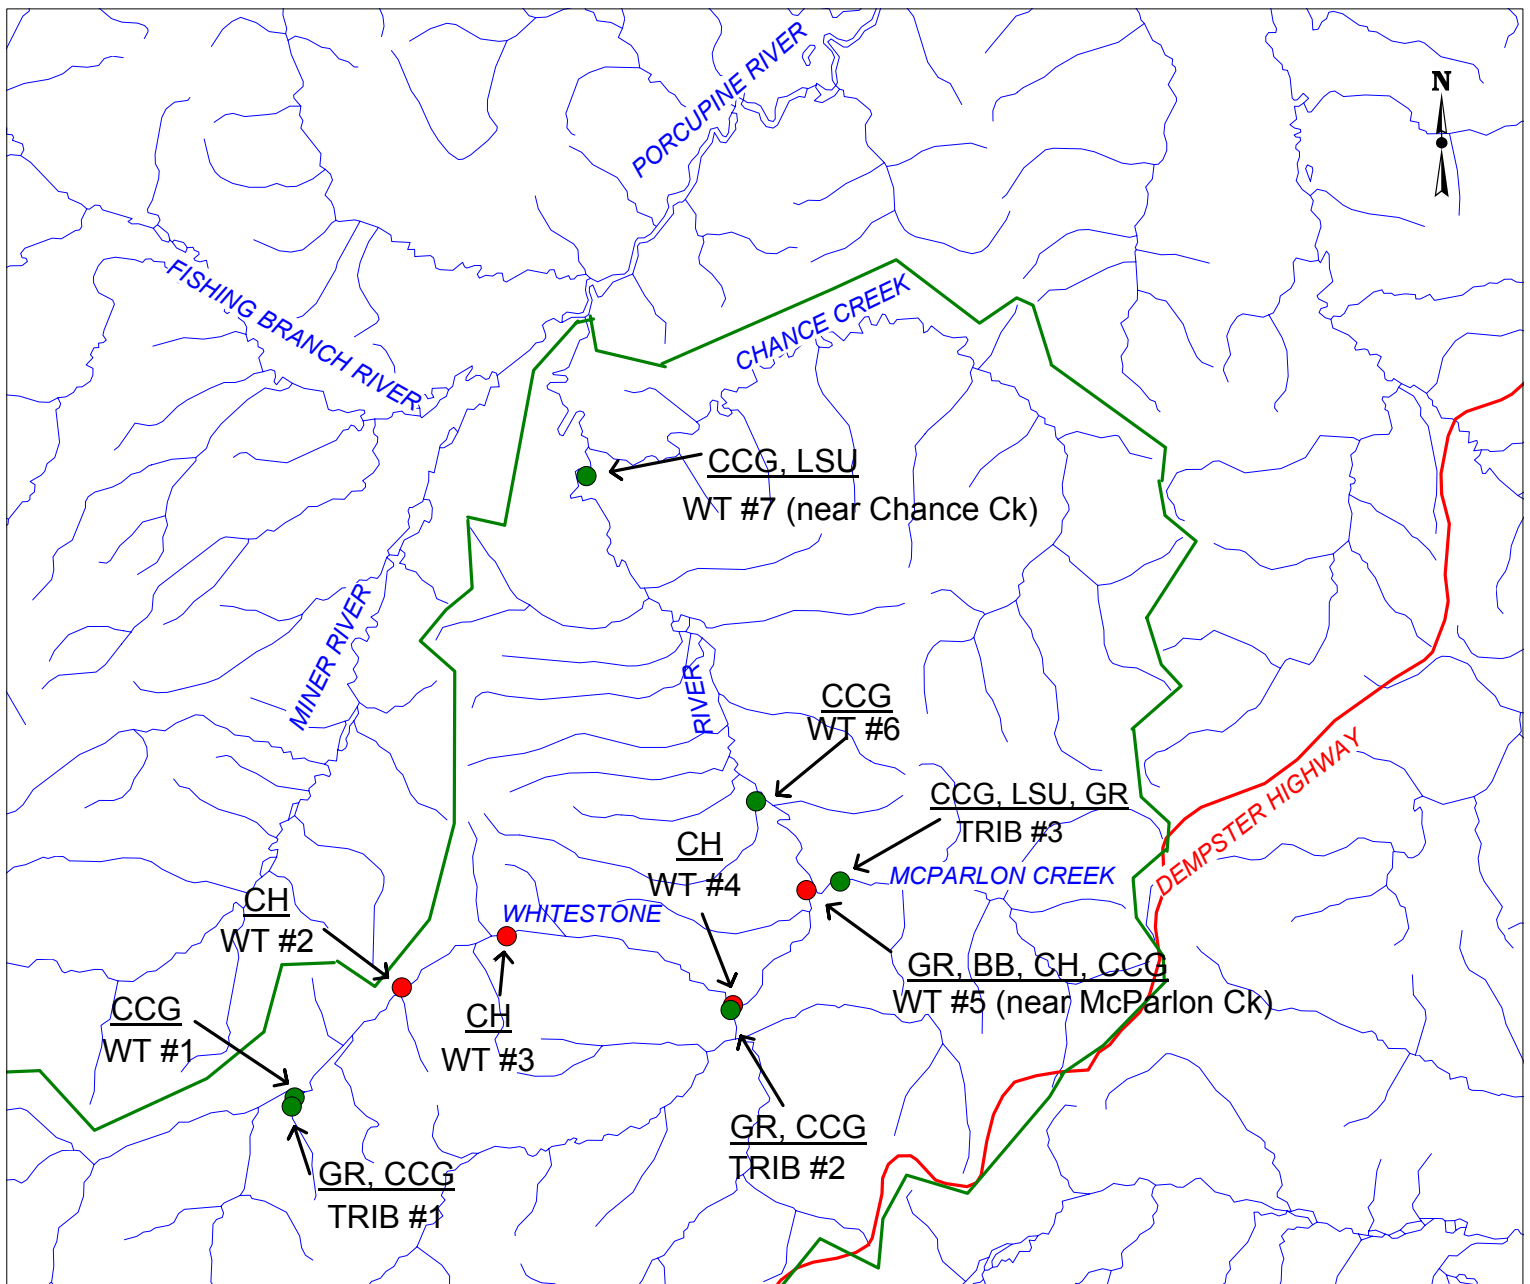 PORCUPINE RIVER
N
FISHING BRANCH RIVER
CHANCE CREEK
CCG, LSU
WT #7 (near Chance Ck)
MINER RIVER
RIVER
CCG
WT #6
DEMPSTER HIGHWAY
CCG, LSU, GR
TRIB #3
CH
WT #4
MCPARLON CREEK
CH
WT #2
WHITESTONE
GR, BB, CH, CCG
WT #5 (near McParlon Ck)
CCG
WT #1
CH
WT #3
GR, CCG
TRIB #2
GR, CCG
TRIB #1